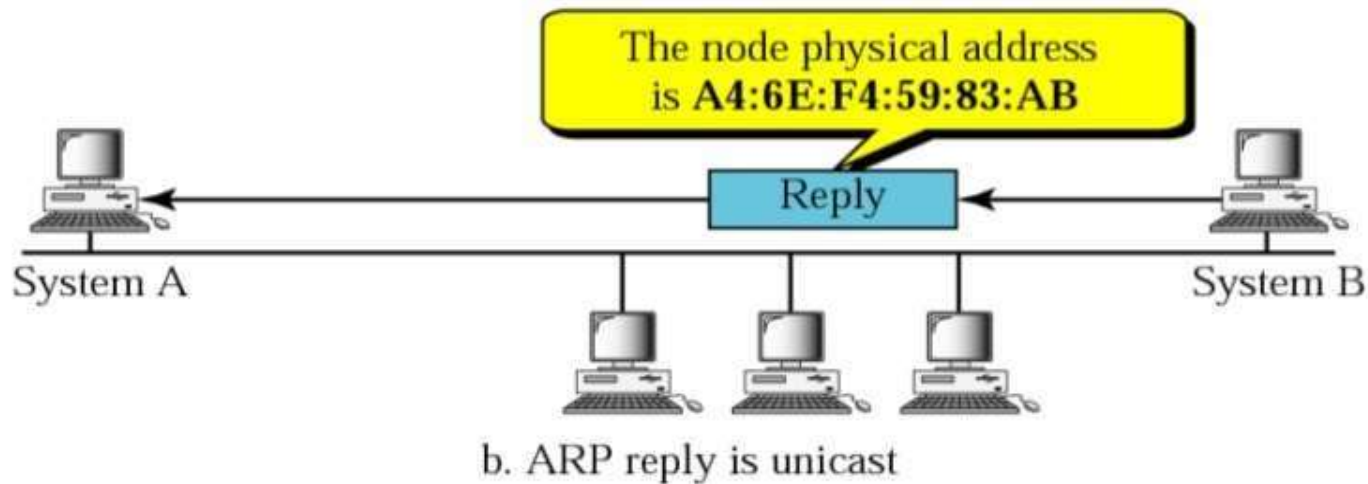 The node physical address
is A4:6E:F4:59:83:AB
Reply
System A
System B
b. ARP reply is unicast